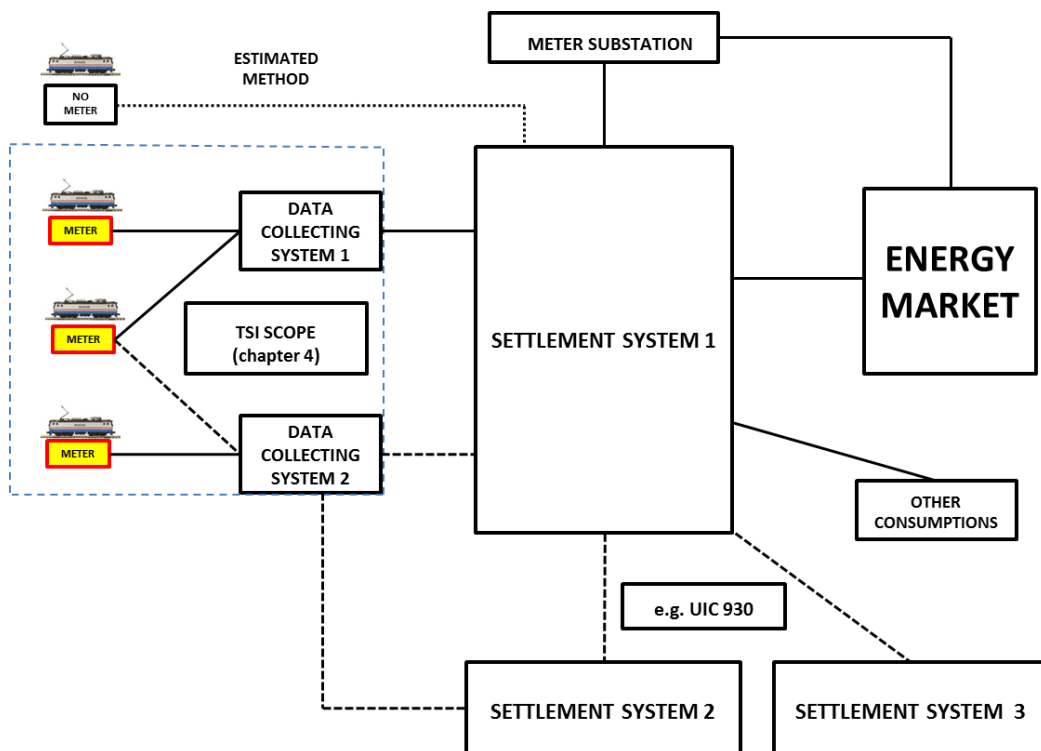 METER SUBSTATION
ESTIMATED
METHOD
NO
METER
METER
DATA
COLLECTING
SYSTEM 1
ENERGY
MARKET
METER
TSI SCOPE
(chapter 4)
SETTLEMENT SYSTEM 1
METER
DATA
COLLECTING
SYSTEM 2
OTHER
CONSUMPTIONS
e.g. UIC 930
SETTLEMENT SYSTEM 2
SETTLEMENT SYSTEM 3